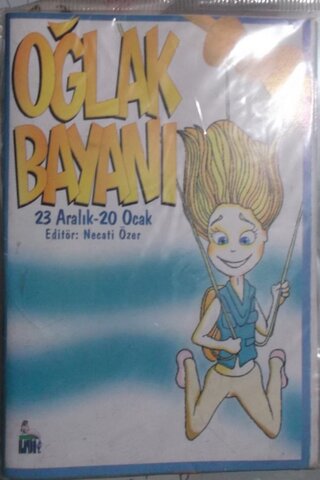 OĞLAK
BAYANI
23 Aralık-20 Ocak
Editör: Necati Özer